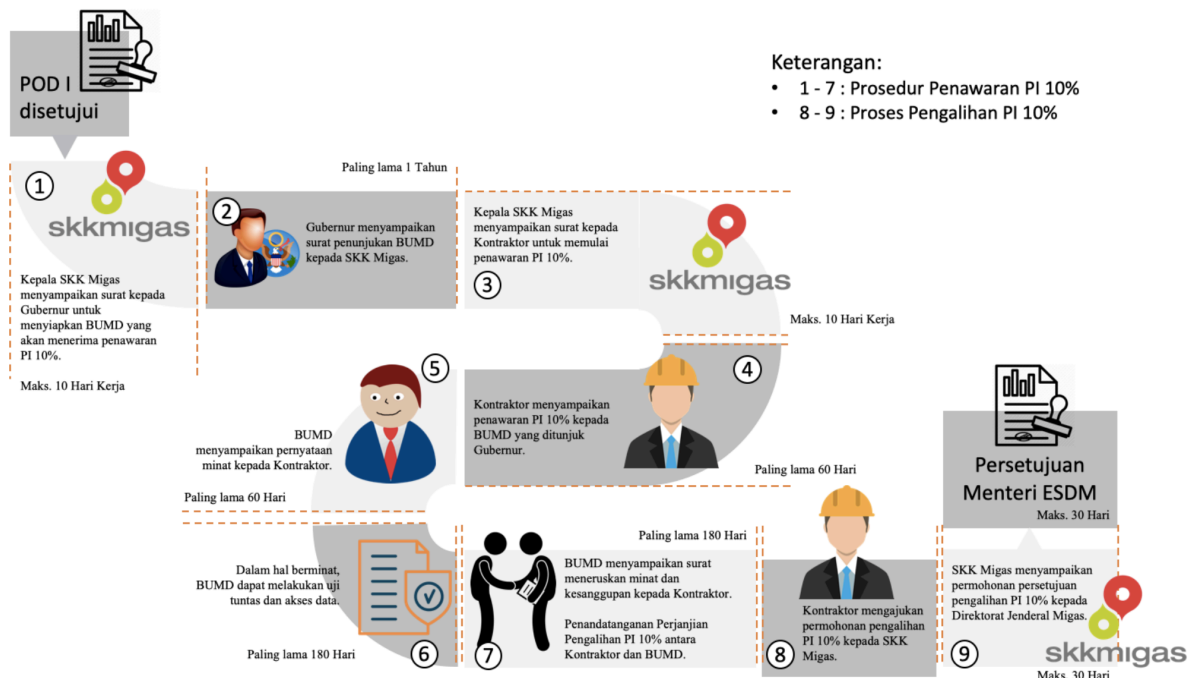 POD I
disetujui
Keterangan:
• 1 - 7 : Prosedur Penawaran PI 10%
• 8 - 9 : Proses Pengalihan PI 10%
1
skkmigas
Kepala SKK Migas
menyampaikan surat kepada
Gubernur untuk
menyiapkan BUMD yang
akan menerima penawaran
PI 10%.
Maks. 10 Hari Kerja
Paling lama 1 Tahun
2
Gubernur menyampaikan
surat penunjukan BUMD
kepada SKK Migas.
Kepala SKK Migas
menyampaikan surat kepada
Kontraktor untuk memulai
penawaran PI 10%.
3
skkmigas
Maks. 10 Hari Kerja
4
Kontraktor menyampaikan
penawaran PI 10% kepada
BUMD yang ditunjuk
Gubernur.
Paling lama 60 Hari
5
BUMD
menyampaikan pernyataan
minat kepada Kontraktor.
Paling lama 60 Hari
Dalam hal berminat,
BUMD dapat melakukan uji
tuntas dan akses data.
Paling lama 180 Hari
6
Paling lama 180 Hari
BUMD menyampaikan surat
meneruskan minat dan
kesanggupan kepada Kontraktor.
Penandatanganan Perjanjian
Pengalihan PI 10% antara
Kontraktor dan BUMD.
7
Kontraktor mengajukan
permohonan pengalihan
PI 10% kepada SKK
Migas.
8
Persetujuan
Menteri ESDM
Maks. 30 Hari
SKK Migas menyampaikan
permohonan persetujuan
pengalihan PI 10% kepada
Direktorat Jenderal Migas.
9
skkmigas
Maks. 30 Hari